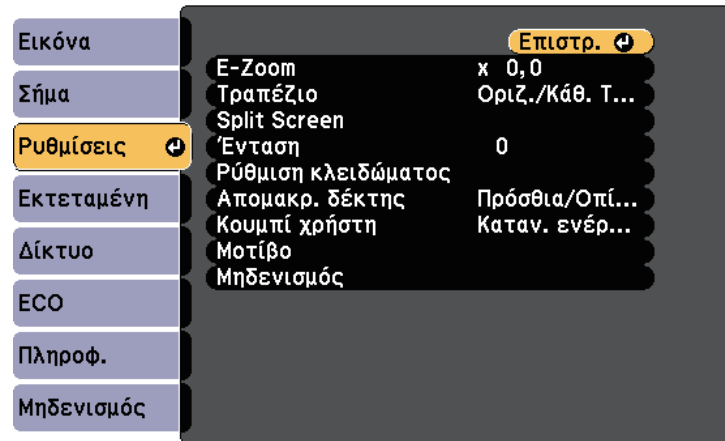 Εικόνα
Σήμα
Ρυθμίσεις
Εκτεταμένη
Δίκτυο
ECO
Πληροφ.
Μηδενισμός
Επιστρ.
E-Zoom x 0,0
Τραπέζιο Οριζ./Κάθ. Τ...
Split Screen
Ένταση 0
Ρύθμιση κλειδώματος
Απομακρ. δέκτης Πρόσθια/Οπί...
Κουμπί χρήστη Καταν. ενέρ...
Μοτίβο
Μηδενισμός